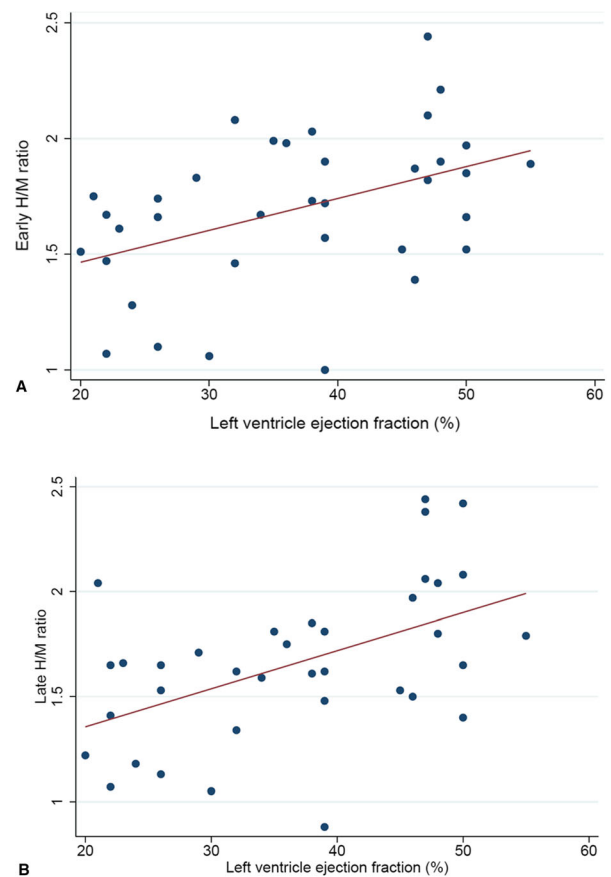 2.5
2
1.5
1
Early H/M ratio
20 30 40 50 60
Left ventricle ejection fraction (%)
A
2.5
2
1.5
1
Late H/M ratio
20 30 40 50 60
Left ventricle ejection fraction (%)
B